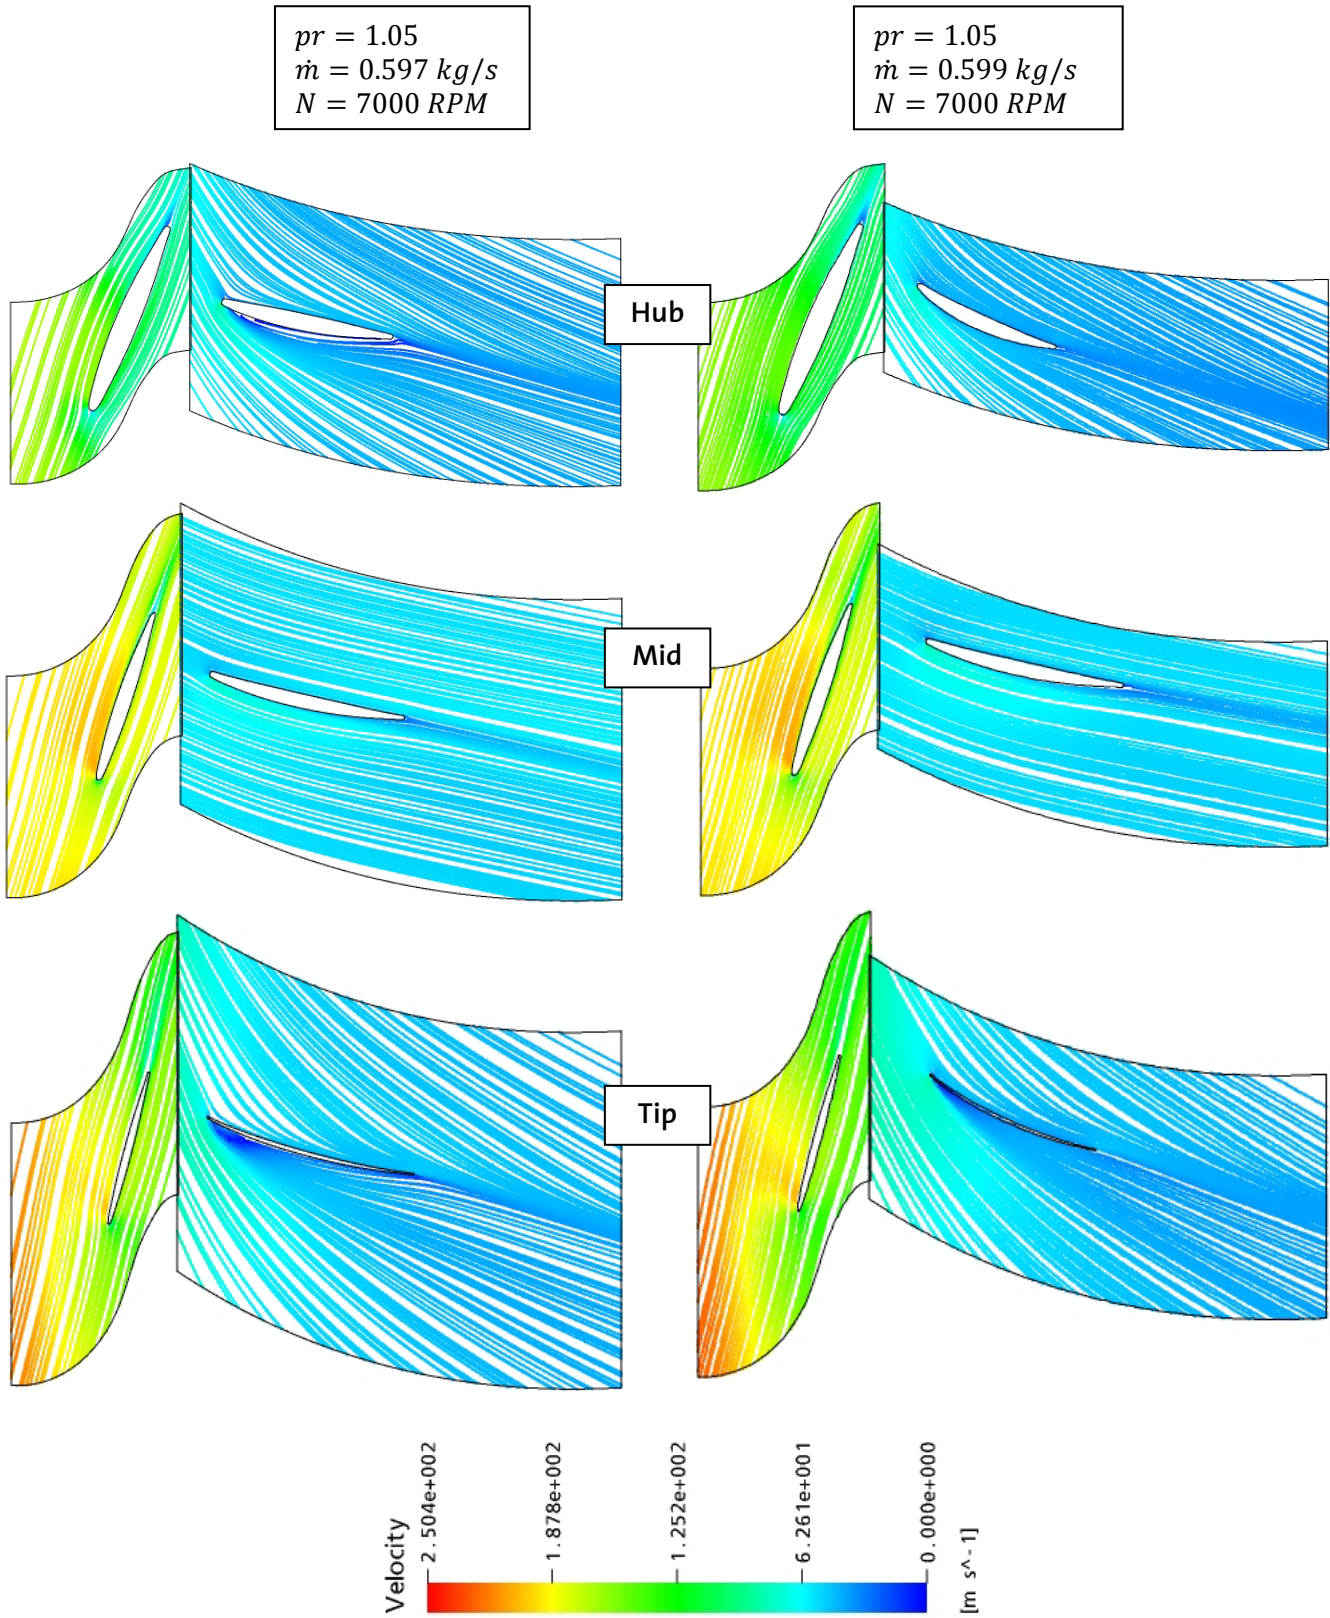 pr = 1.05
ṁ = 0.597 kg/s
N = 7000 RPM
pr = 1.05
ṁ = 0.599 kg/s
N = 7000 RPM
Hub
Mid
Tip
Velocity
2.504e+002
1.878e+002
1.252e+002
6.261e+001
0.000e+000
[m s^-1]